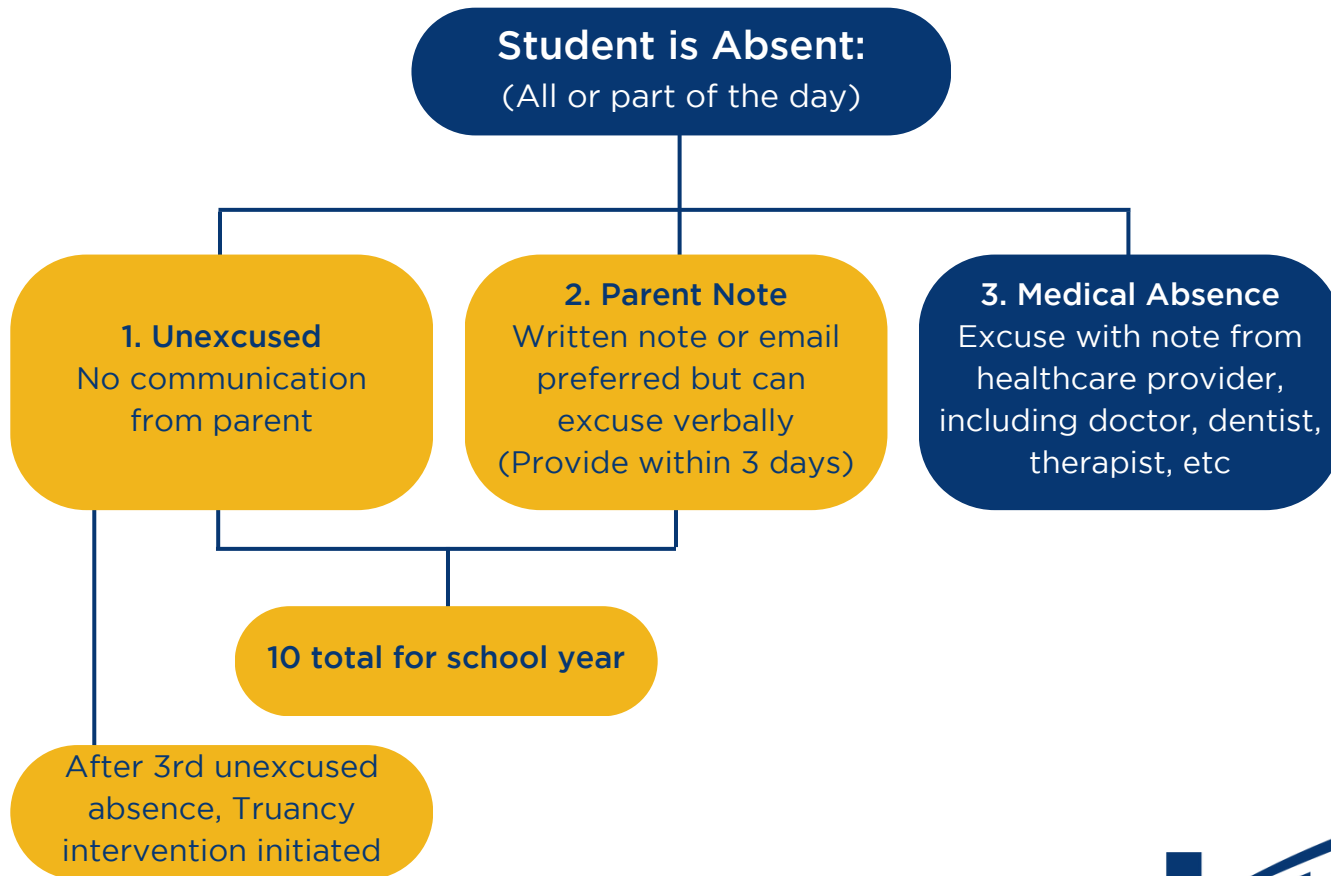 Student is Absent:
(All or part of the day)
1. Unexcused
No communication
from parent
2. Parent Note
Written note or email
preferred but can
excuse verbally
(Provide within 3 days)
3. Medical Absence
Excuse with note from
healthcare provider,
including doctor, dentist,
therapist, etc
10 total for school year
After 3rd unexcused
absence, Truancy
intervention initiated